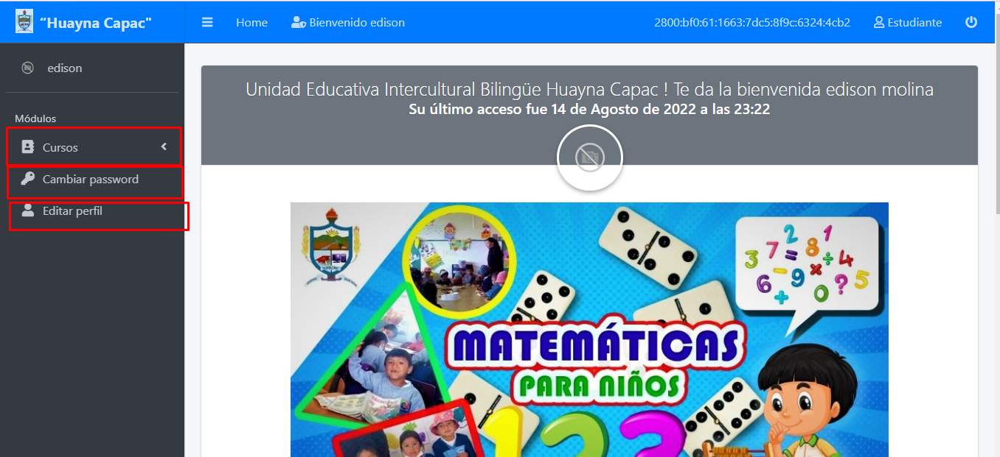 “Huayna Capac"
Home
Bienvenido edison
2800:bf0:61:1663:7dc5:8f9c:6324:4cb2
Estudiante
edison
Módulos
Cursos
Cambiar password
Editar perfil
Unidad Educativa Intercultural Bilingüe Huayna Capac ! Te da la bienvenida edison molina
Su último acceso fue 14 de Agosto de 2022 a las 23:22
2 1
3 7 = 8 ÷ 4
6 - 9 × ? 5
+ 0
MATEMÁTICAS
PARA NIÑOS
1 2 3